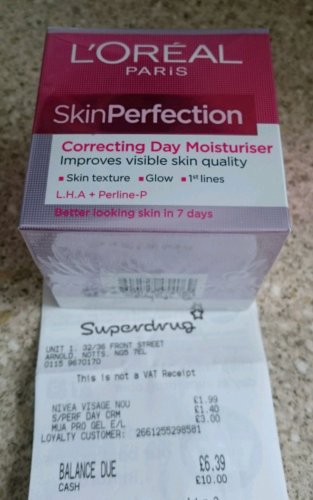 L'ORÉAL
PARIS
SkinPerfection
Correcting Day Moisturiser
Improves visible skin quality
Skin texture Glow 1st lines
L.H.A + Perline-P
Better looking skin in 7 days
Superdrug
UNIT 1. 32/36 FRONT STREET
ARNOLD, NOTTS. NG5 7EL
0115 9670170
This is not a VAT Receipt
NIVEA VISAGE NOU £1.99
S/PERF DAY CRM £1.40
MUA PRO GEL E/L £3.00
LOYALTY CUSTOMER: 2661255298581
BALANCE DUE £6.39
CASH £10.00